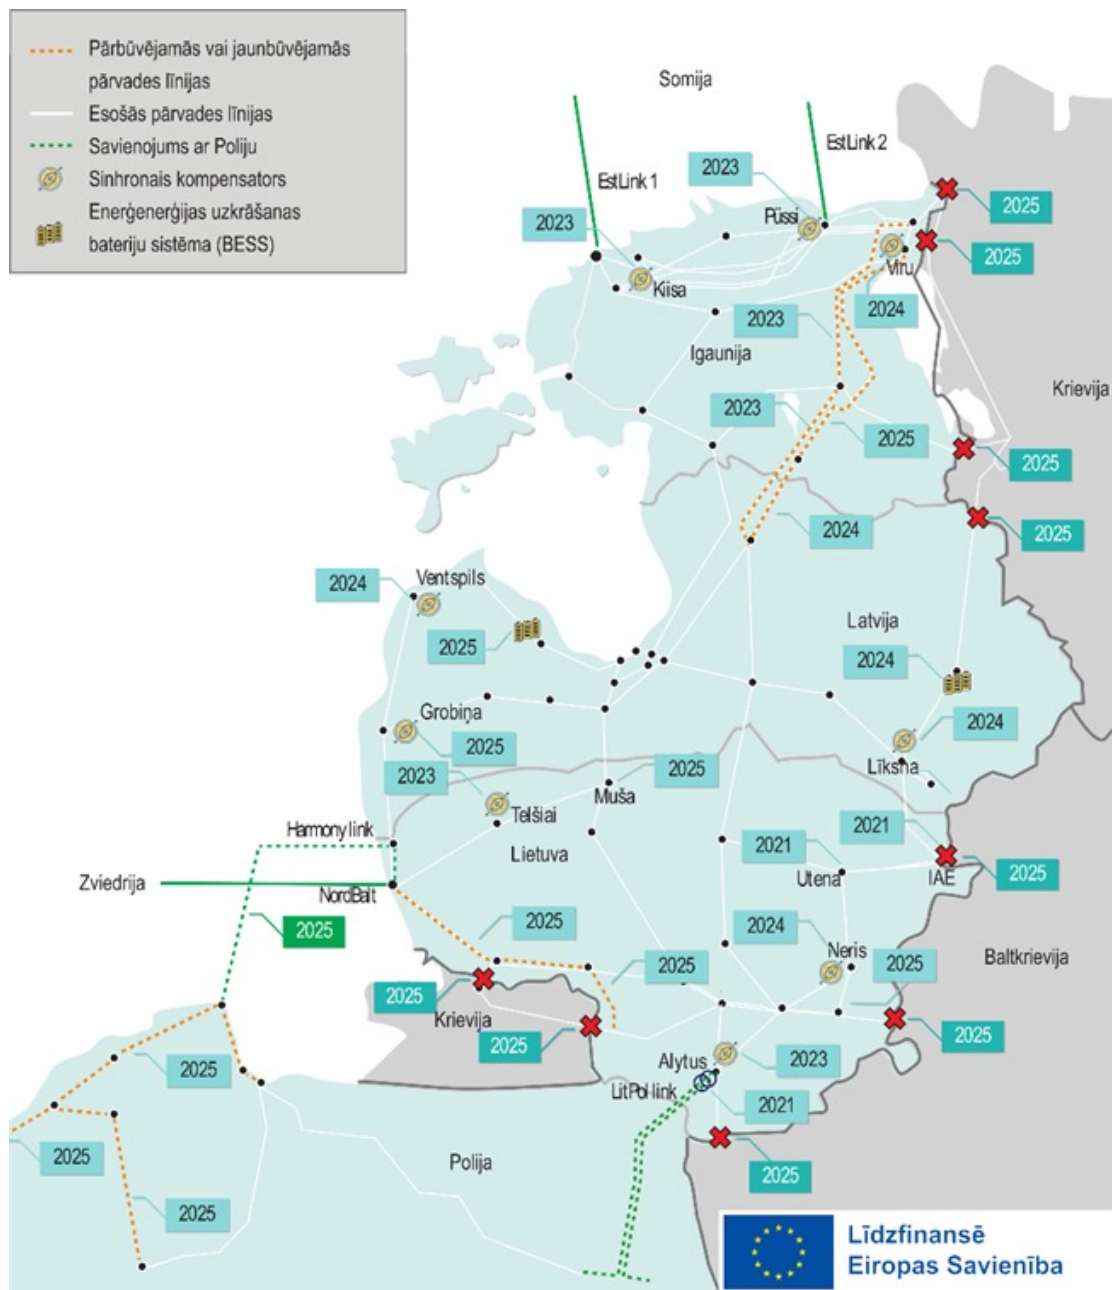 Pārbūvējamās vai jaunbūvējamās
pārvades līnijas
Esošās pārvades līnijas
Savienojums ar Poliju
Sinhronais kompensators
Enerģenerģijas uzkrāšanas
bateriju sistēma (BESS)
Somija
EstLink 2
EstLink 1
2023
2023
Püssi
2025
2025
Viru
Kiisa
2024
2023
Igaunija
Krievija
2023
2025
2025
2024
2025
Ventspils
2024
2025
Latvija
2024
Grobiņa
2025
2024
2023
2025
Līksna
Muša
Telšiai
Harmony link
Lietuva
2021
2021
Utena
IAE
2025
Zviedrija
NordBalt
2025
2025
2024
Neris
2025
2025
Baltkrievija
2025
Krievija
2025
2025
2025
Alytus
2023
LitPol link
2021
2025
Polija
2025
2025
2025
Līdzfinansē
Eiropas Savienība